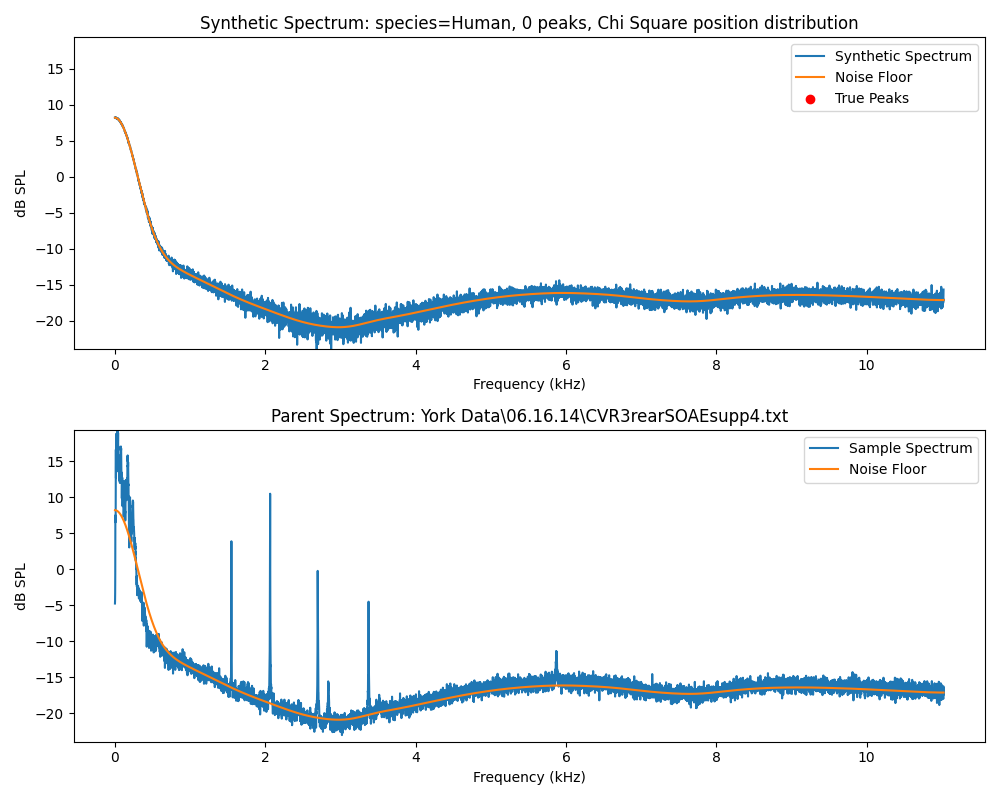 Synthetic Spectrum: species=Human, 0 peaks, Chi Square position distribution
Synthetic Spectrum
Noise Floor
True Peaks
dB SPL
15
10
5
0
−5
−10
−15
−20
0 2 4 6 8 10
Frequency (kHz)
Parent Spectrum: York Data\06.16.14\CVR3rearSOAEsupp4.txt
Sample Spectrum
Noise Floor
dB SPL
15
10
5
0
−5
−10
−15
−20
0 2 4 6 8 10
Frequency (kHz)